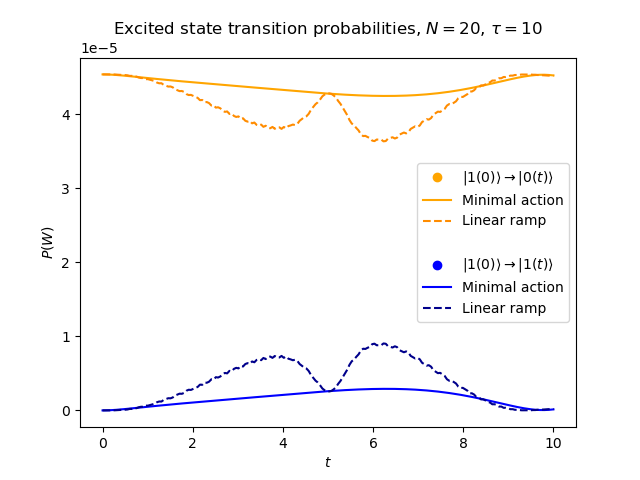 Excited state transition probabilities, N = 20, τ = 10
1e−5
4
3
2
1
0
P(W)
|1(0)⟩ → |0(t)⟩
Minimal action
Linear ramp
|1(0)⟩ → |1(t)⟩
Minimal action
Linear ramp
0 2 4 6 8 10
t